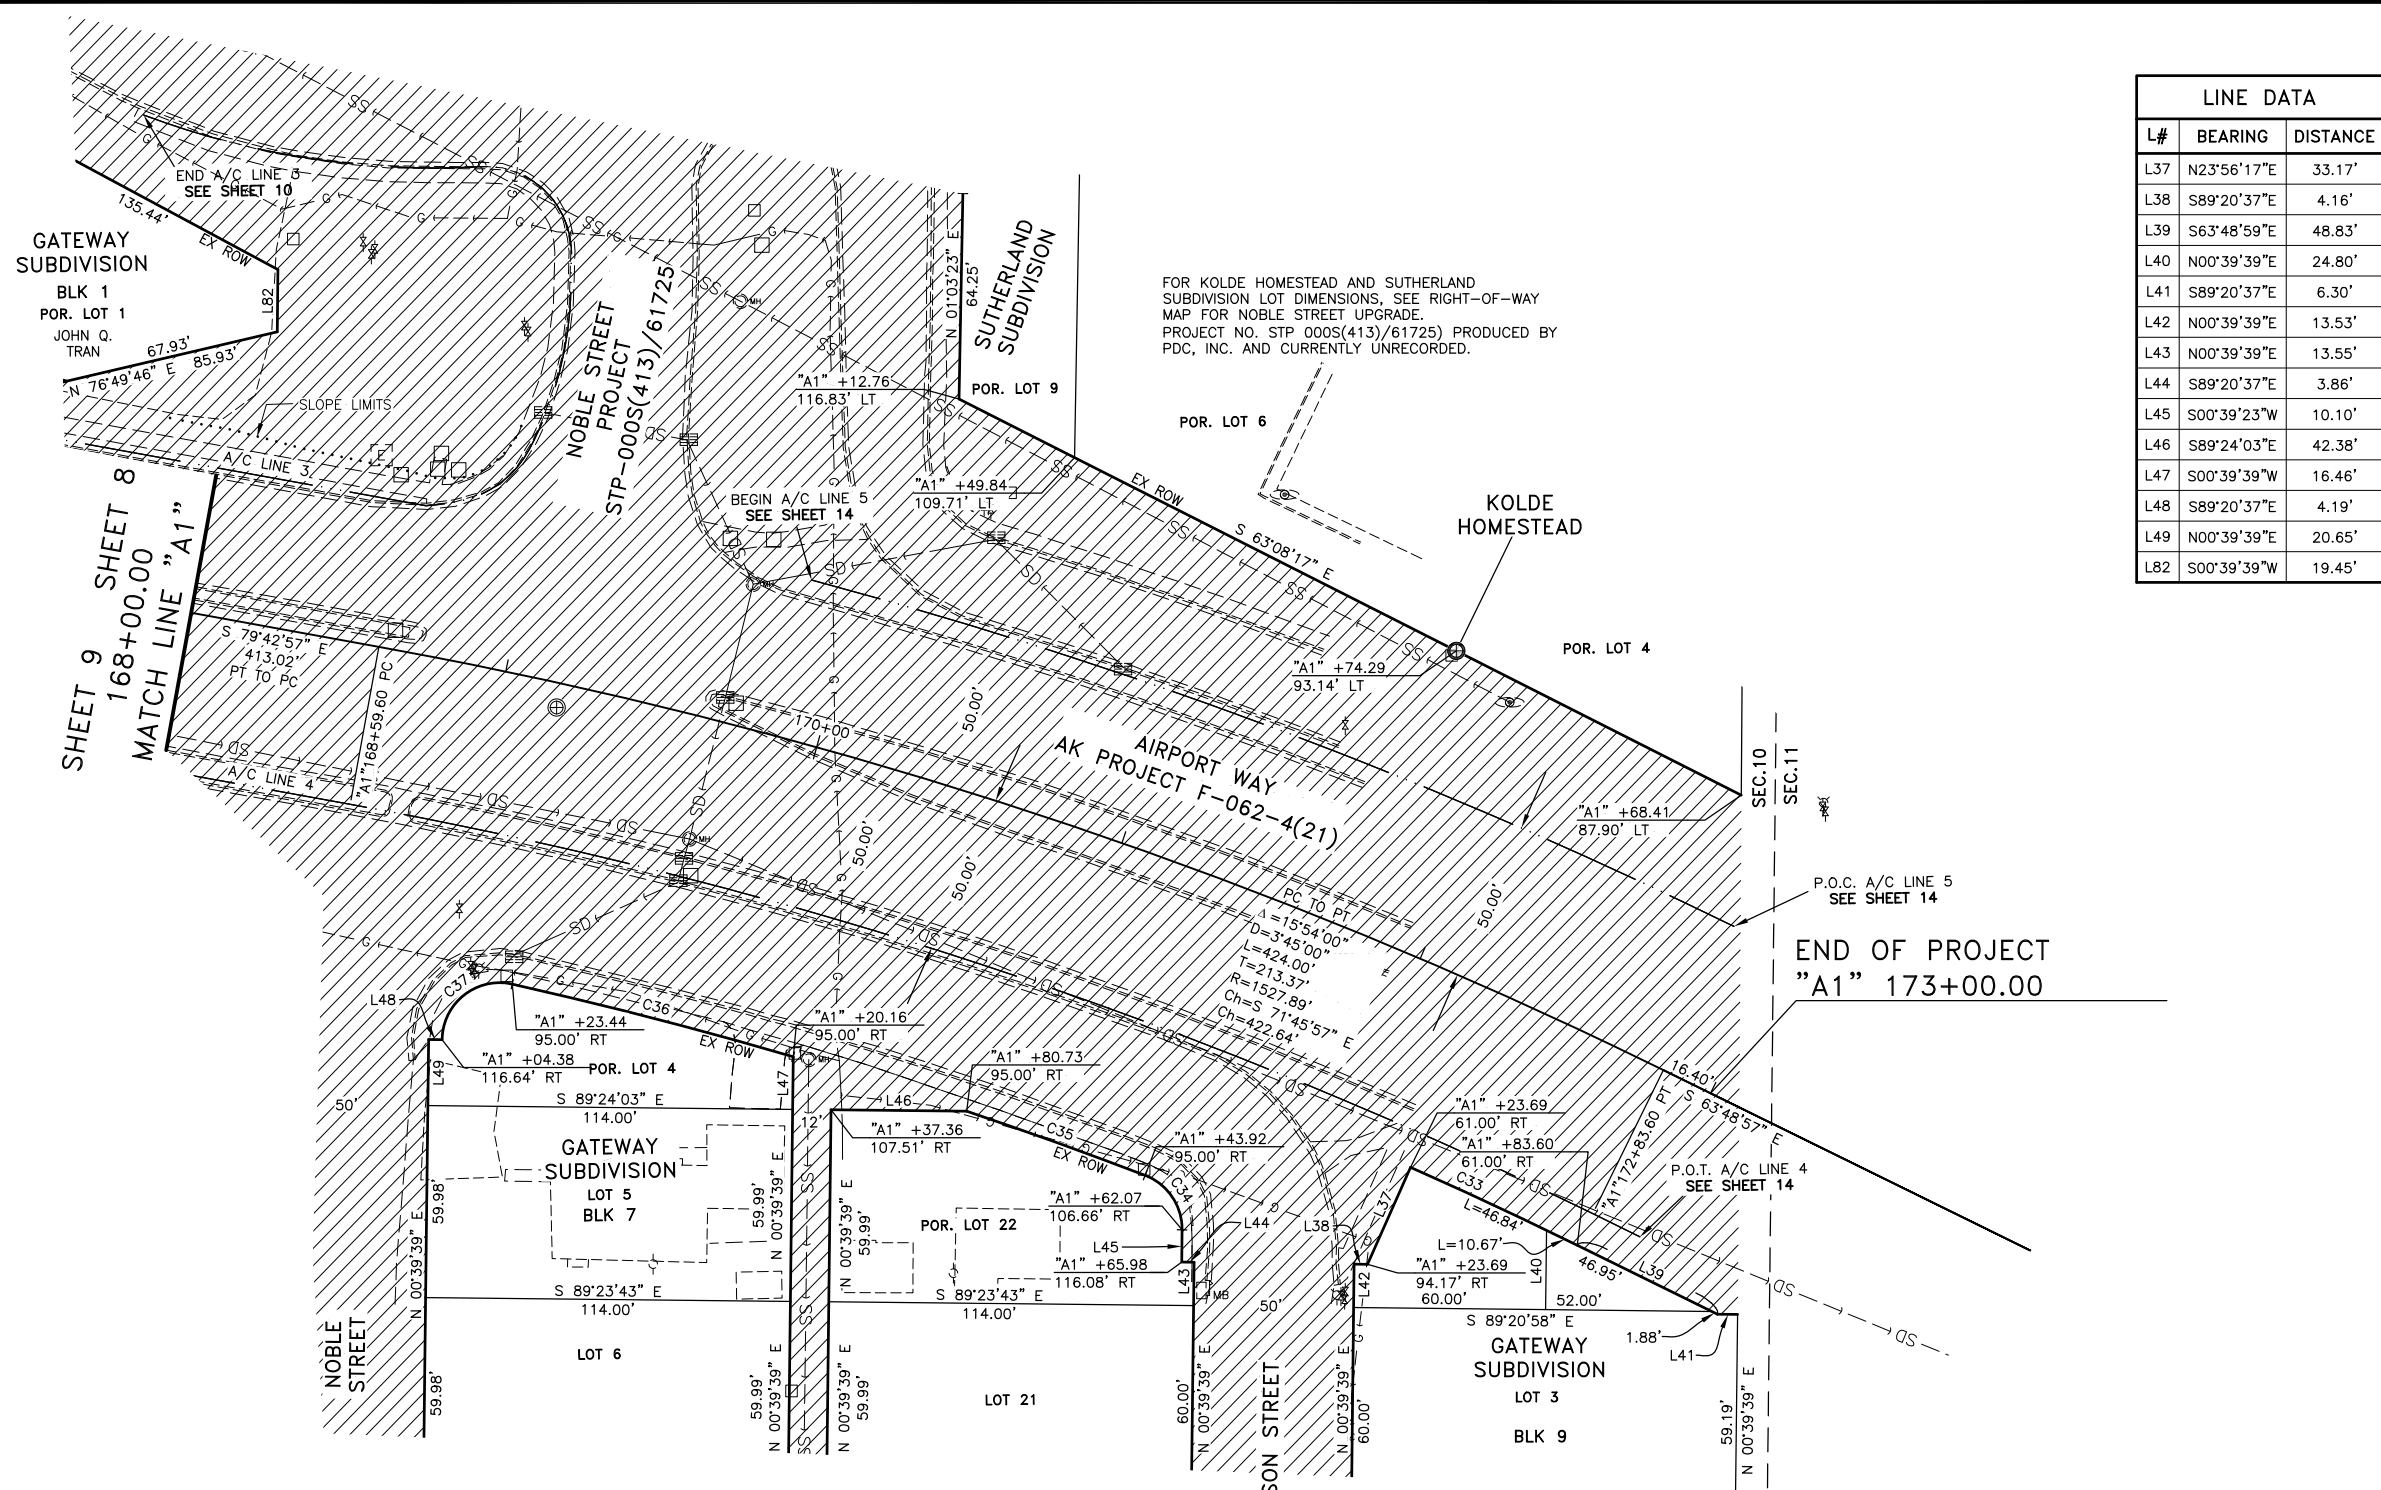 LINE DATA
L# BEARING DISTANCE
L37 N23°56'17"E 33.17'
L38 S89°20'37"E 4.16'
L39 S63°48'59"E 48.83'
L40 N00°39'39"E 24.80'
L41 S89°20'37"E 6.30'
L42 N00°39'39"E 13.53'
L43 N00°39'39"E 13.55'
L44 S89°20'37"E 3.86'
L45 S00°39'23"W 10.10'
L46 S89°24'03"E 42.38'
L47 S00°39'39"W 16.46'
L48 S89°20'37"E 4.19'
L49 N00°39'39"E 20.65'
L82 S00°39'39"W 19.45'
END A/C LINE 3
SEE SHEET 10
135.44'
EX ROW
GATEWAY
SUBDIVISION
BLK 1
POR. LOT 1
JOHN Q.
TRAN
L82
67.93'
N 76°49'46" E 85.93'
SLOPE LIMITS
A/C LINE 3
NOBLE STREET
PROJECT
STP-000S(413)/61725
N 01°03'23" E
64.25'
SUTHERLAND
SUBDIVISION
POR. LOT 9
FOR KOLDE HOMESTEAD AND SUTHERLAND
SUBDIVISION LOT DIMENSIONS, SEE RIGHT-OF-WAY
MAP FOR NOBLE STREET UPGRADE.
PROJECT NO. STP 000S(413)/61725) PRODUCED BY
PDC, INC. AND CURRENTLY UNRECORDED.
POR. LOT 6
"A1" +12.76
116.83' LT
"A1" +49.84
109.71' LT
BEGIN A/C LINE 5
SEE SHEET 14
EX ROW
S 63°08'17" E
KOLDE
HOMESTEAD
"A1" +74.29
93.14' LT
POR. LOT 4
SHEET 9 SHEET 8
168+00.00
MATCH LINE "A1"
S 79°42'57" E
413.02'
PT TO PC
"A1"168+59.60 PC
A/C LINE 4
170+00
50.00'
50.00'
50.00'
50.00'
AIRPORT WAY
AK PROJECT F-062-4(21)
"A1" +68.41
87.90' LT
SEC.10
SEC.11
P.O.C. A/C LINE 5
SEE SHEET 14
END OF PROJECT
"A1" 173+00.00
PC TO PT
Δ=15°54'00"
D=3°45'00"
L=424.00'
T=213.37'
R=1527.89'
Ch=S 71°45'57" E
Ch=422.64'
E
16.40'
S 63°48'57" E
"A1"172+83.60 PT
P.O.T. A/C LINE 4
SEE SHEET 14
L48
C37
C36
EX ROW
"A1" +23.44
95.00' RT
"A1" +04.38
116.64' RT
POR. LOT 4
L49
L47
50'
S 89°24'03" E
114.00'
GATEWAY
SUBDIVISION
LOT 5
BLK 7
59.98'
N 00°39'39" E
59.99'
N 00°39'39" E
S 89°23'43" E
114.00'
NOBLE
STREET
LOT 6
59.98'
59.99'
N 00°39'39" E
"A1" +20.16
95.00' RT
"A1" +80.73
95.00' RT
L46
12'
"A1" +37.36
107.51' RT
C35
EX ROW
"A1" +43.92
95.00' RT
C34
"A1" +62.07
106.66' RT
POR. LOT 22
L44
L45
"A1" +65.98
116.08' RT
L43
MB
N 00°39'39" E
59.99'
S 89°23'43" E
114.00'
LOT 21
N 00°39'39" E
59.99'
60.00'
N 00°39'39" E
50'
SON STREET
"A1" +23.69
61.00' RT
"A1" +83.60
61.00' RT
L37
L38
C33
L=46.84'
L=10.67'
L40
46.95'
L39
"A1" +23.69
94.17' RT
L42
60.00'
52.00'
S 89°20'58" E
1.88'
L41
GATEWAY
SUBDIVISION
LOT 3
BLK 9
N 00°39'39" E
60.00'
59.19'
N 00°39'39" E